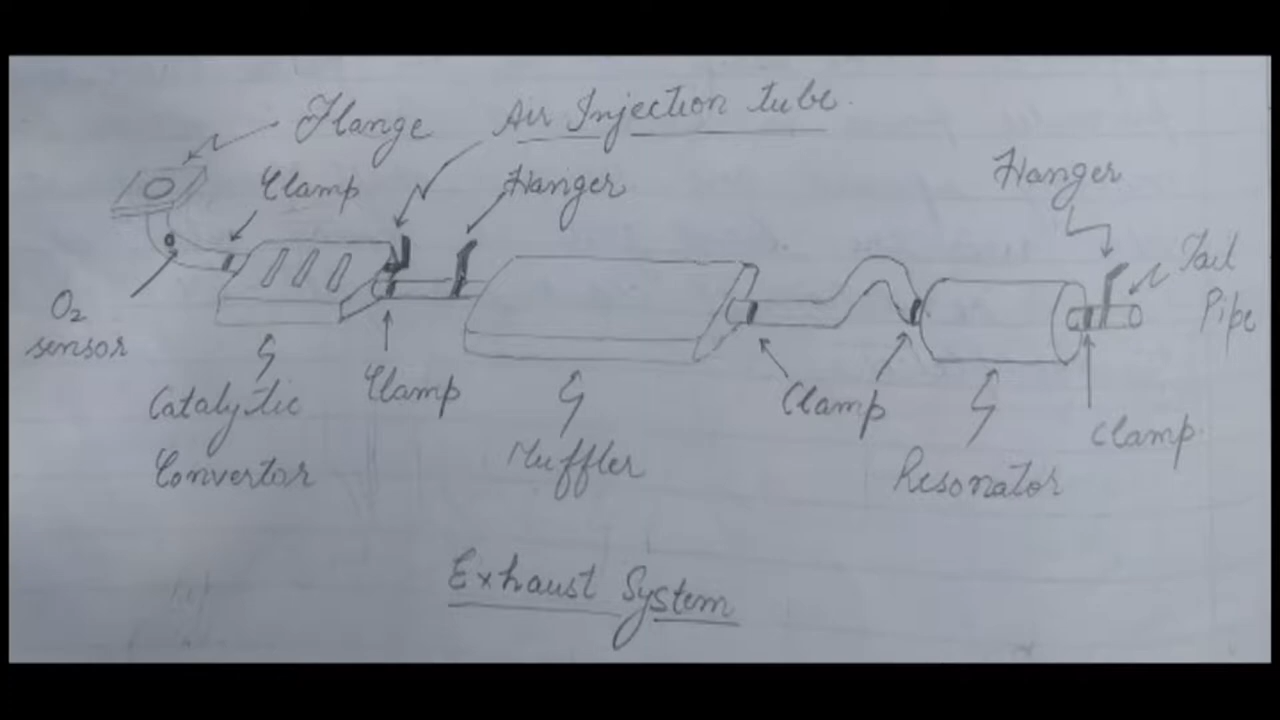 Flange
Air Injection tube.
Clamp
Hanger
Hanger
Tail
Pipe
O₂
sensor
Catalytic
Convertor
Clamp
Muffler
Clamp
Resonator
Clamp
Exhaust System